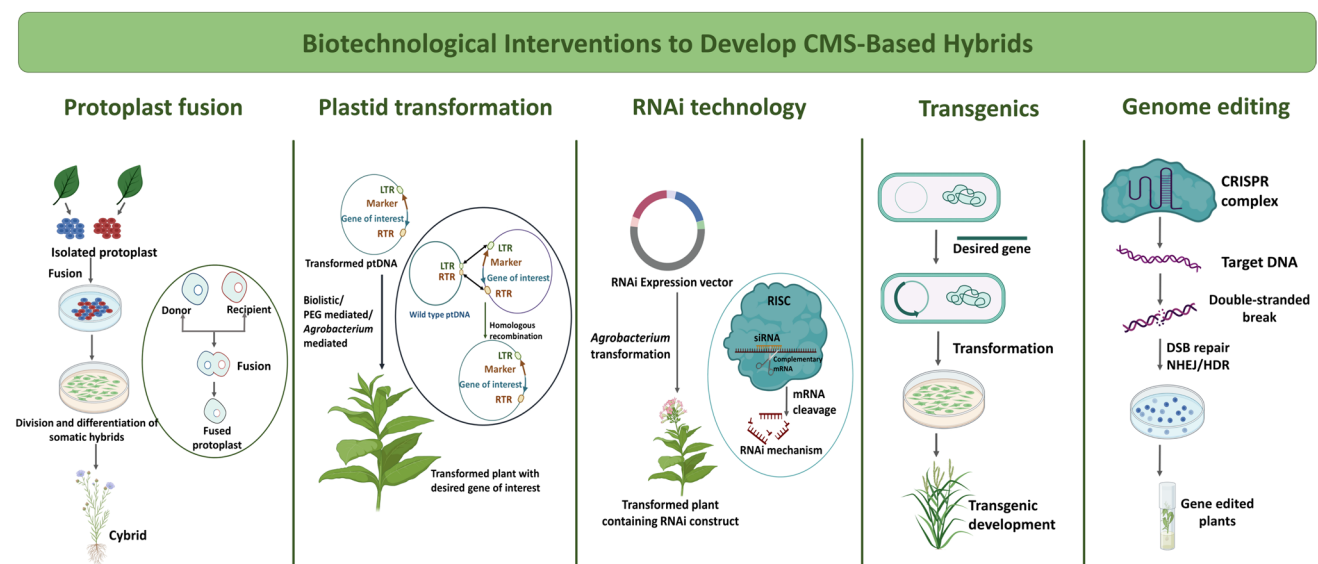 Biotechnological Interventions to Develop CMS-Based Hybrids
Protoplast fusion
Isolated protoplast
Fusion
Division and differentiation of
somatic hybrids
Cybrid
Donor
Recipient
Fusion
Fused
protoplast
Plastid transformation
LTR
Marker
Gene of interest
RTR
Transformed ptDNA
Biolistic/
PEG mediated/
Agrobacterium
mediated
LTR
RTR
Wild type ptDNA
LTR
Marker
Gene of interest
RTR
Homologous
recombination
LTR
Marker
Gene of interest
RTR
Transformed plant with
desired gene of interest
RNAi technology
RNAi Expression vector
Agrobacterium
transformation
Transformed plant
containing RNAi construct
RISC
siRNA
Complementary
mRNA
mRNA
cleavage
RNAi mechanism
Transgenics
Desired gene
Transformation
Transgenic
development
Genome editing
CRISPR
complex
Target DNA
Double-stranded
break
DSB repair
NHEJ/HDR
Gene edited
plants